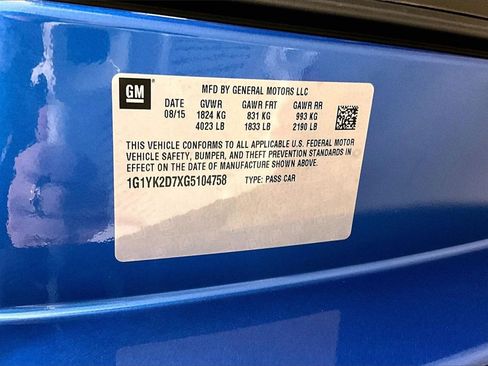 GM
MFD BY GENERAL MOTORS LLC
DATE GVWR GAWR FRT GAWR RR
08/15 1824 KG 831 KG 993 KG
4023 LB 1833 LB 2190 LB
THIS VEHICLE CONFORMS TO ALL APPLICABLE U.S. FEDERAL MOTOR
VEHICLE SAFETY, BUMPER, AND THEFT PREVENTION STANDARDS IN
EFFECT ON THE DATE OF MANUFACTURE SHOWN ABOVE.
1G1YK2D7XG5104758 TYPE: PASS CAR